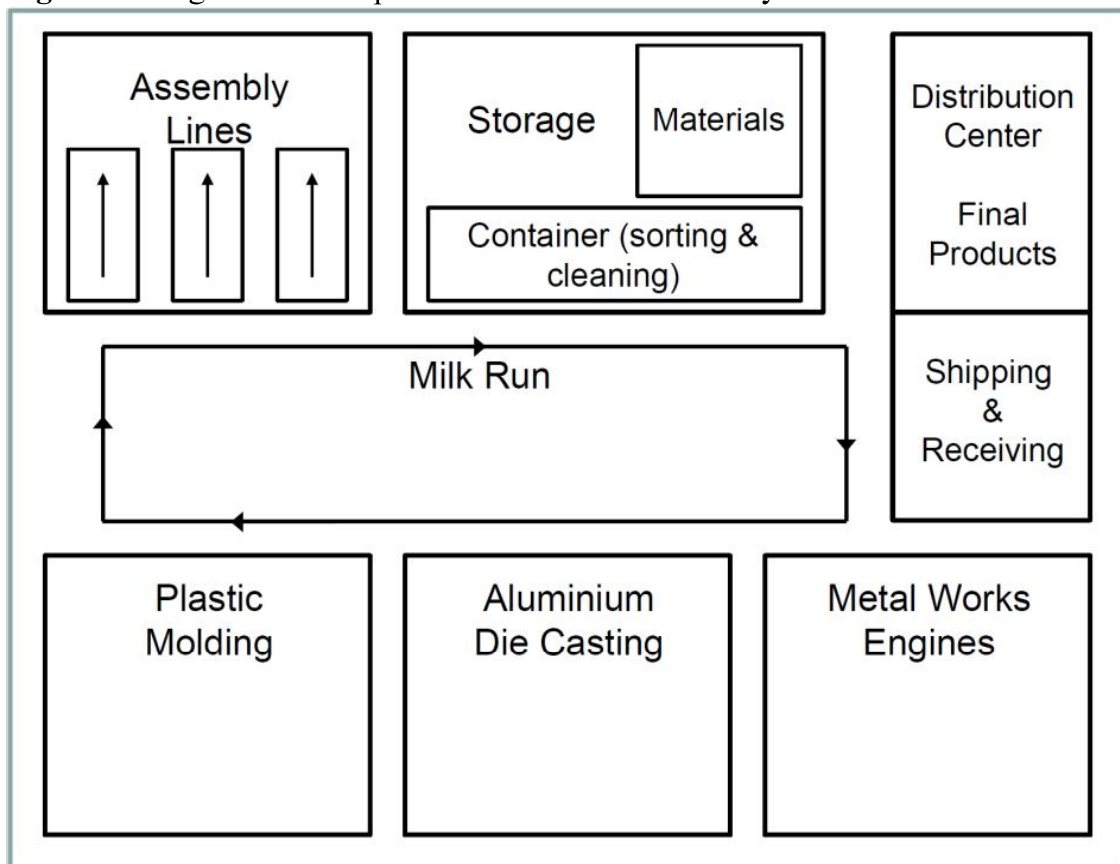 Assembly
Lines
Storage
Materials
Container (sorting &
cleaning)
Distribution
Center
Final
Products
Milk Run
Shipping
&
Receiving
Plastic
Molding
Aluminium
Die Casting
Metal Works
Engines